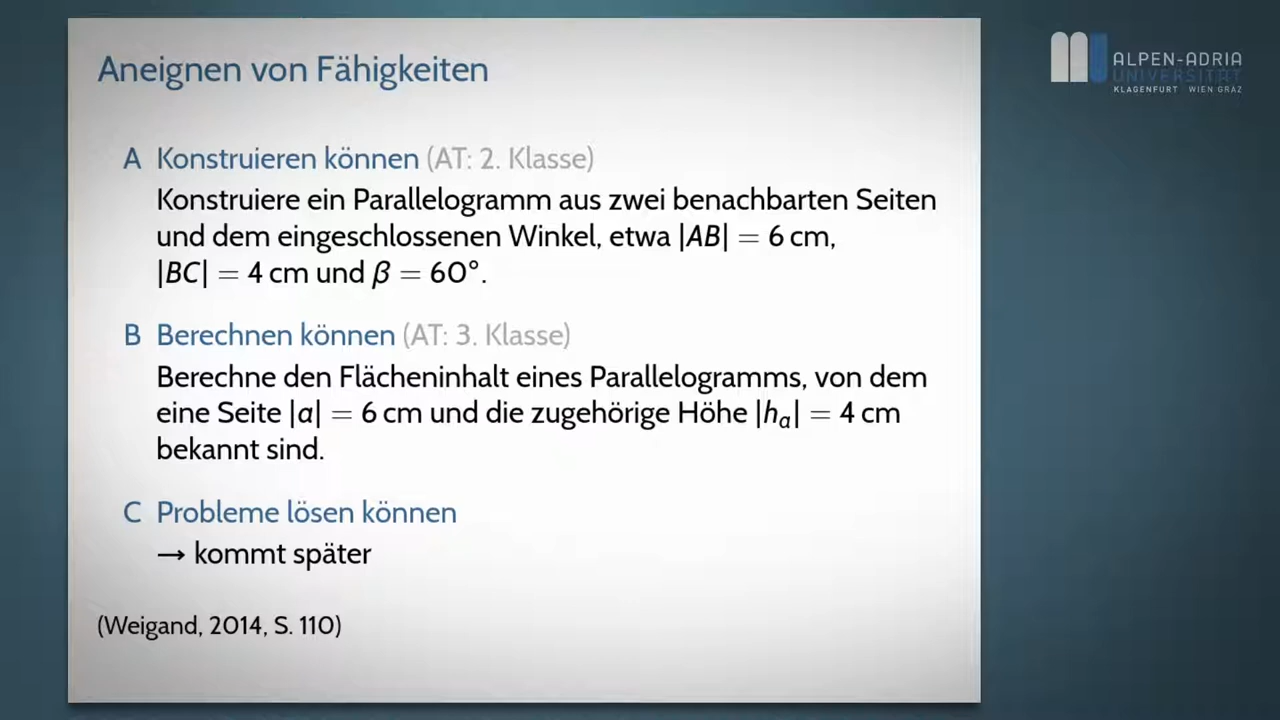 Aneignen von Fähigkeiten
A Konstruieren können (AT: 2. Klasse)
Konstruiere ein Parallelogramm aus zwei benachbarten Seiten
und dem eingeschlossenen Winkel, etwa |AB| = 6 cm,
|BC| = 4 cm und β = 60°.
B Berechnen können (AT: 3. Klasse)
Berechne den Flächeninhalt eines Parallelogramms, von dem
eine Seite |a| = 6 cm und die zugehörige Höhe |hₐ| = 4 cm
bekannt sind.
C Probleme lösen können
→ kommt später
(Weigand, 2014, S. 110)
ALPEN-ADRIA
UNIVERSITÄT
KLAGENFURT WIEN GRAZ